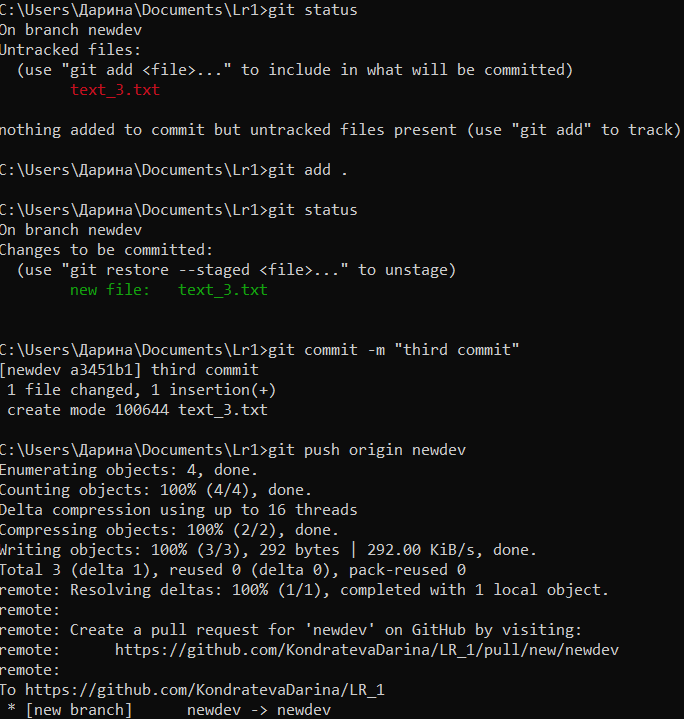 C:\Users\Дарина\Documents\Lr1>git status
On branch newdev
Untracked files:
  (use "git add <file>..." to include in what will be committed)
        text_3.txt
nothing added to commit but untracked files present (use "git add" to track)
C:\Users\Дарина\Documents\Lr1>git add .
C:\Users\Дарина\Documents\Lr1>git status
On branch newdev
Changes to be committed:
  (use "git restore --staged <file>..." to unstage)
        new file:   text_3.txt
C:\Users\Дарина\Documents\Lr1>git commit -m "third commit"
[newdev a3451b1] third commit
 1 file changed, 1 insertion(+)
 create mode 100644 text_3.txt
C:\Users\Дарина\Documents\Lr1>git push origin newdev
Enumerating objects: 4, done.
Counting objects: 100% (4/4), done.
Delta compression using up to 16 threads
Compressing objects: 100% (2/2), done.
Writing objects: 100% (3/3), 292 bytes | 292.00 KiB/s, done.
Total 3 (delta 1), reused 0 (delta 0), pack-reused 0
remote: Resolving deltas: 100% (1/1), completed with 1 local object.
remote:
remote: Create a pull request for 'newdev' on GitHub by visiting:
remote:      https://github.com/KondratevaDarina/LR_1/pull/new/newdev
remote:
To https://github.com/KondratevaDarina/LR_1
 * [new branch]      newdev -> newdev